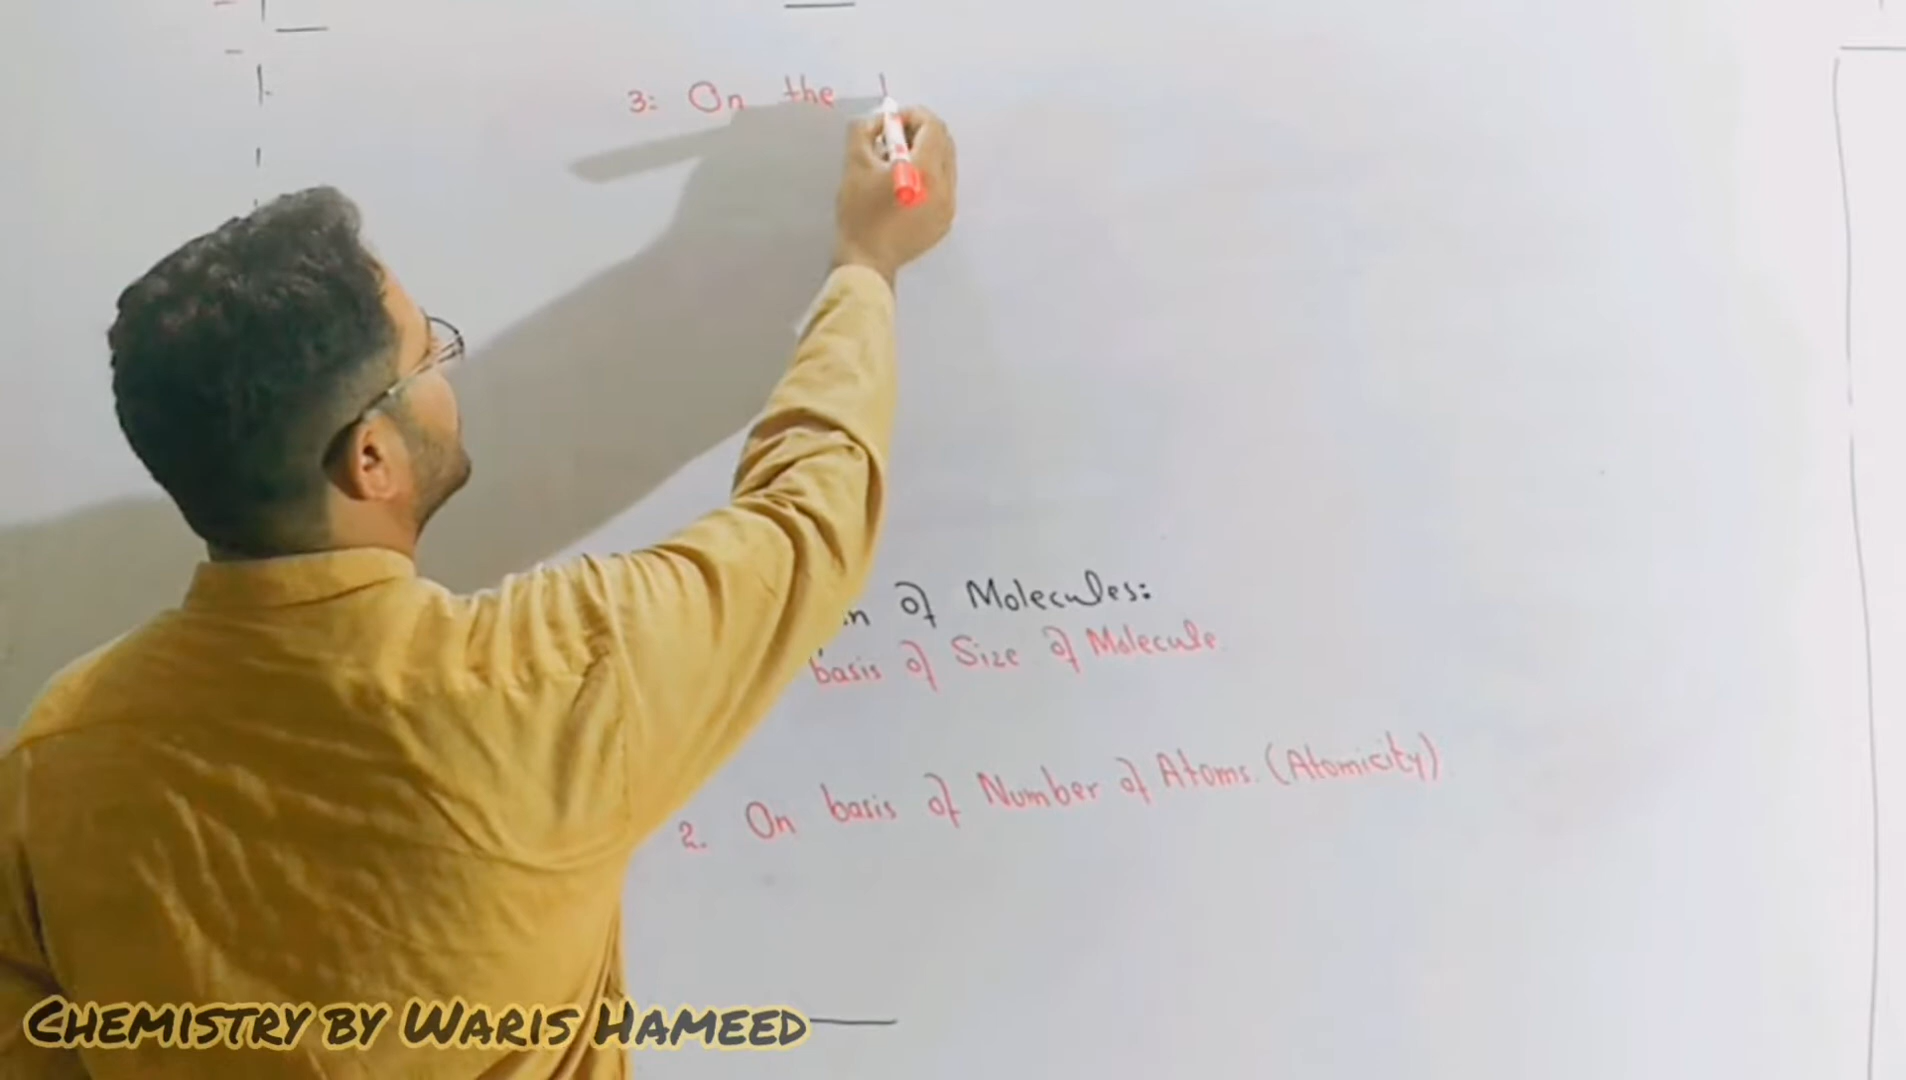 3: On the
of Molecules:
basis of Size of Molecule.
2. On basis of Number of Atoms. (Atomicity)
CHEMISTRY BY WARIS HAMEED